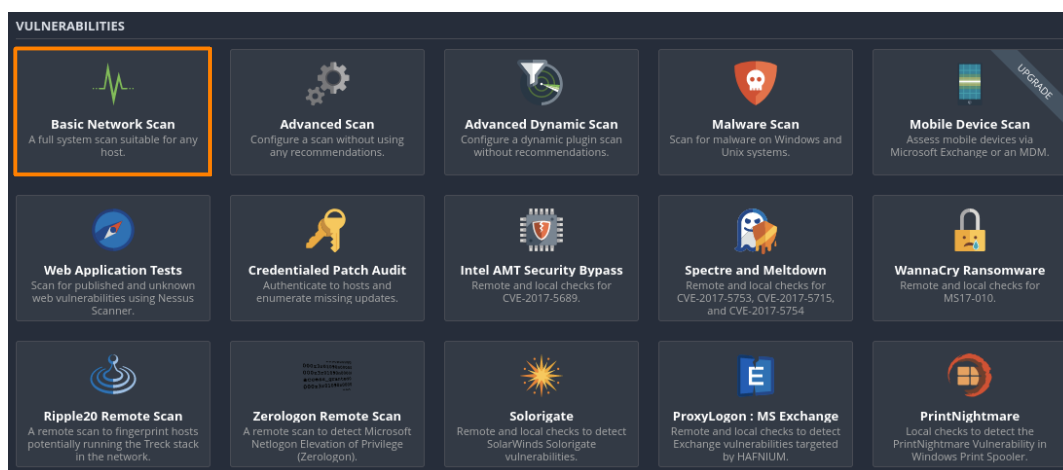 VULNERABILITIES
Basic Network Scan
A full system scan suitable for any
host.
Advanced Scan
Configure a scan without using
any recommendations.
Advanced Dynamic Scan
Configure a dynamic plugin scan
without recommendations.
Malware Scan
Scan for malware on Windows and
Unix systems.
UPGRADE
Mobile Device Scan
Assess mobile devices via
Microsoft Exchange or an MDM.
Web Application Tests
Scan for published and unknown
web vulnerabilities using Nessus
Scanner.
Credentialed Patch Audit
Authenticate to hosts and
enumerate missing updates.
Intel AMT Security Bypass
Remote and local checks for
CVE-2017-5689.
Spectre and Meltdown
Remote and local checks for
CVE-2017-5753, CVE-2017-5715,
and CVE-2017-5754
WannaCry Ransomware
Remote and local checks for
MS17-010.
Ripple20 Remote Scan
A remote scan to fingerprint hosts
potentially running the Treck stack
in the network.
Zerologon Remote Scan
A remote scan to detect Microsoft
Netlogon Elevation of Privilege
(Zerologon).
Solorigate
Remote and local checks to detect
SolarWinds Solorigate
vulnerabilities.
E
ProxyLogon : MS Exchange
Remote and local checks to detect
Exchange vulnerabilities targeted
by HAFNIUM.
PrintNightmare
Local checks to detect the
PrintNightmare Vulnerability in
Windows Print Spooler.